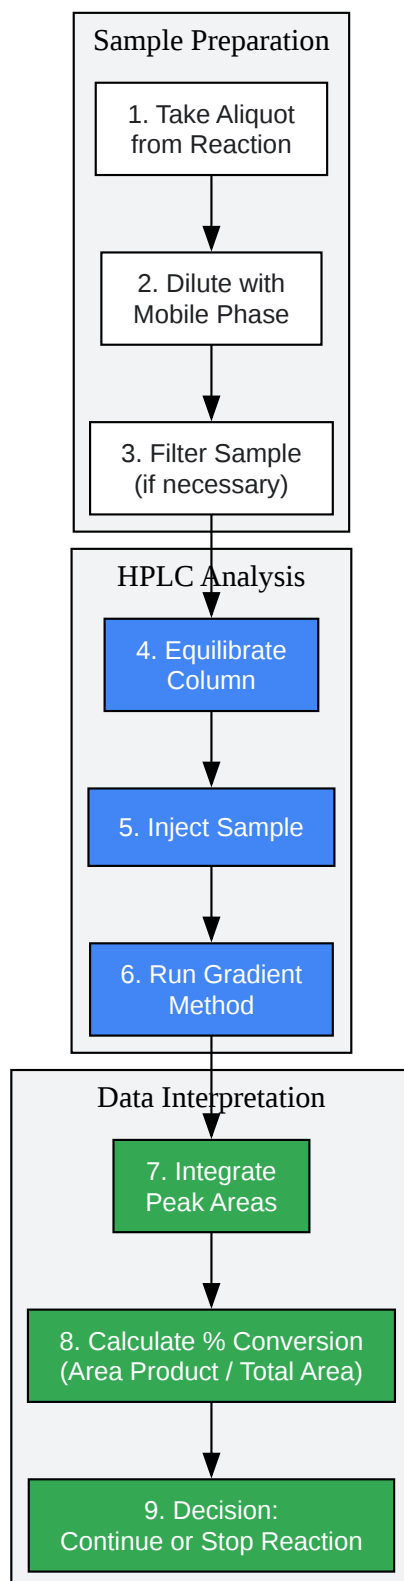 Sample Preparation
1. Take Aliquot
from Reaction
2. Dilute with
Mobile Phase
3. Filter Sample
(if necessary)
HPLC Analysis
4. Equilibrate
Column
5. Inject Sample
6. Run Gradient
Method
Data Interpretation
7. Integrate
Peak Areas
8. Calculate % Conversion
(Area Product / Total Area)
9. Decision:
Continue or Stop Reaction